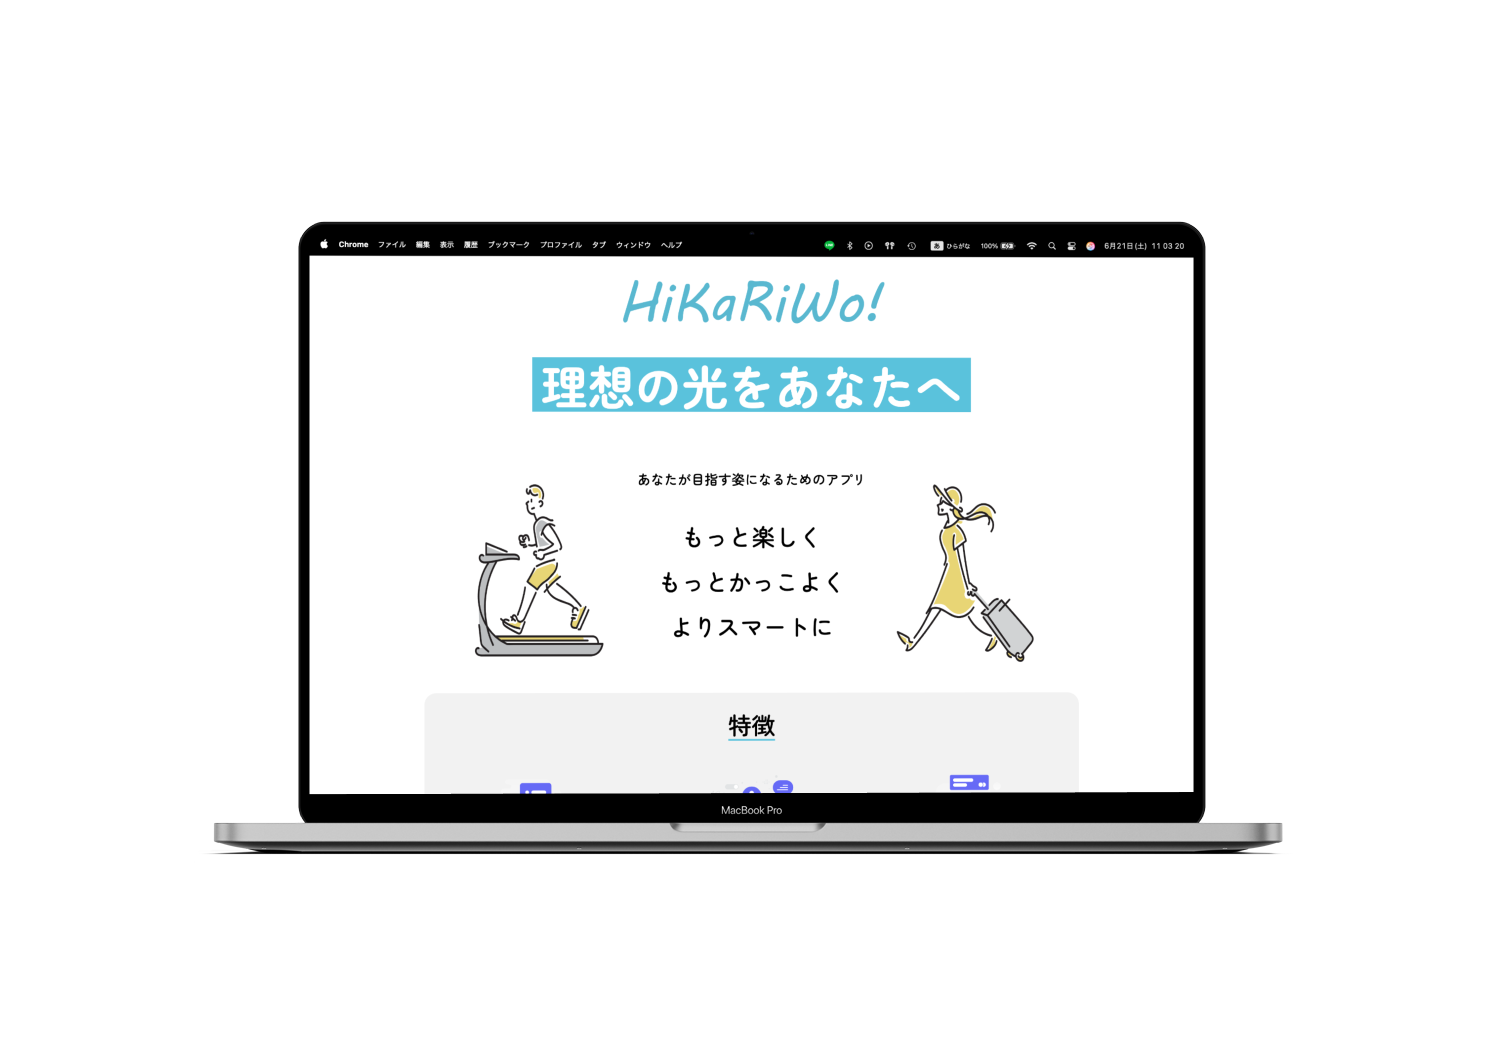 Chrome ファイル 編集 表示 履歴 ブックマーク プロファイル タブ ウィンドウ ヘルプ あ ひらがな 100% 6月21日(土) 11 03 20
HiKaRiWo!
理想の光をあなたへ
あなたが目指す姿になるためのアプリ
もっと楽しく
もっとかっこよく
よりスマートに
特徴
MacBook Pro